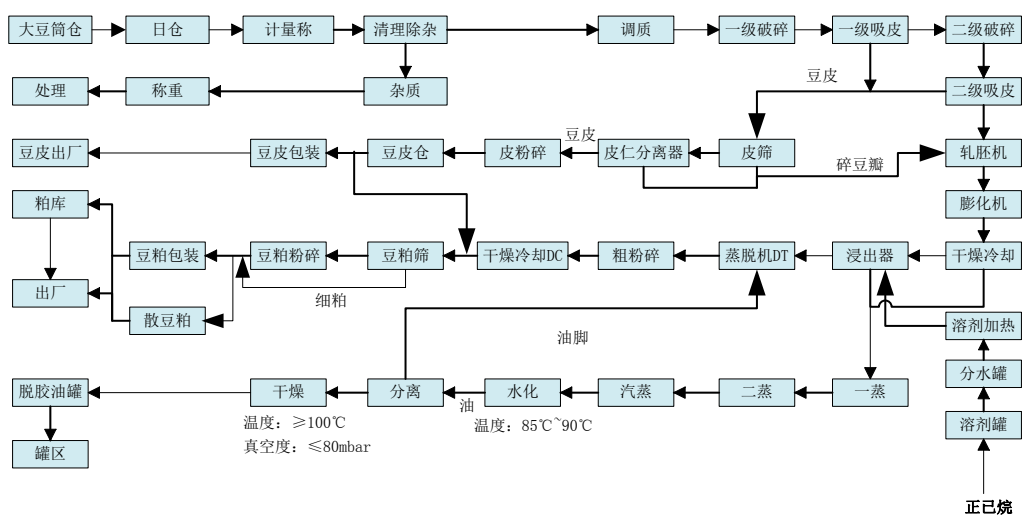 大豆筒仓 日仓 计量称 清理除杂 调质 一级破碎 一级吸皮 二级破碎
豆皮
处理 称重 杂质 二级吸皮
豆皮
豆皮出厂 豆皮包装 豆皮仓 皮粉碎 皮仁分离器 皮筛 碎豆瓣 轧胚机
粕库 膨化机
豆粕包装 豆粕粉碎 豆粕筛 干燥冷却DC 粗粉碎 蒸脱机DT 浸出器 干燥冷却
出厂 细粕
散豆粕 油脚 溶剂加热
分水罐
脱胶油罐 干燥 分离 油 水化 汽蒸 二蒸 一蒸
温度：≥100℃ 温度：85℃~90℃ 溶剂罐
真空度：≤80mbar
罐区
正已烷